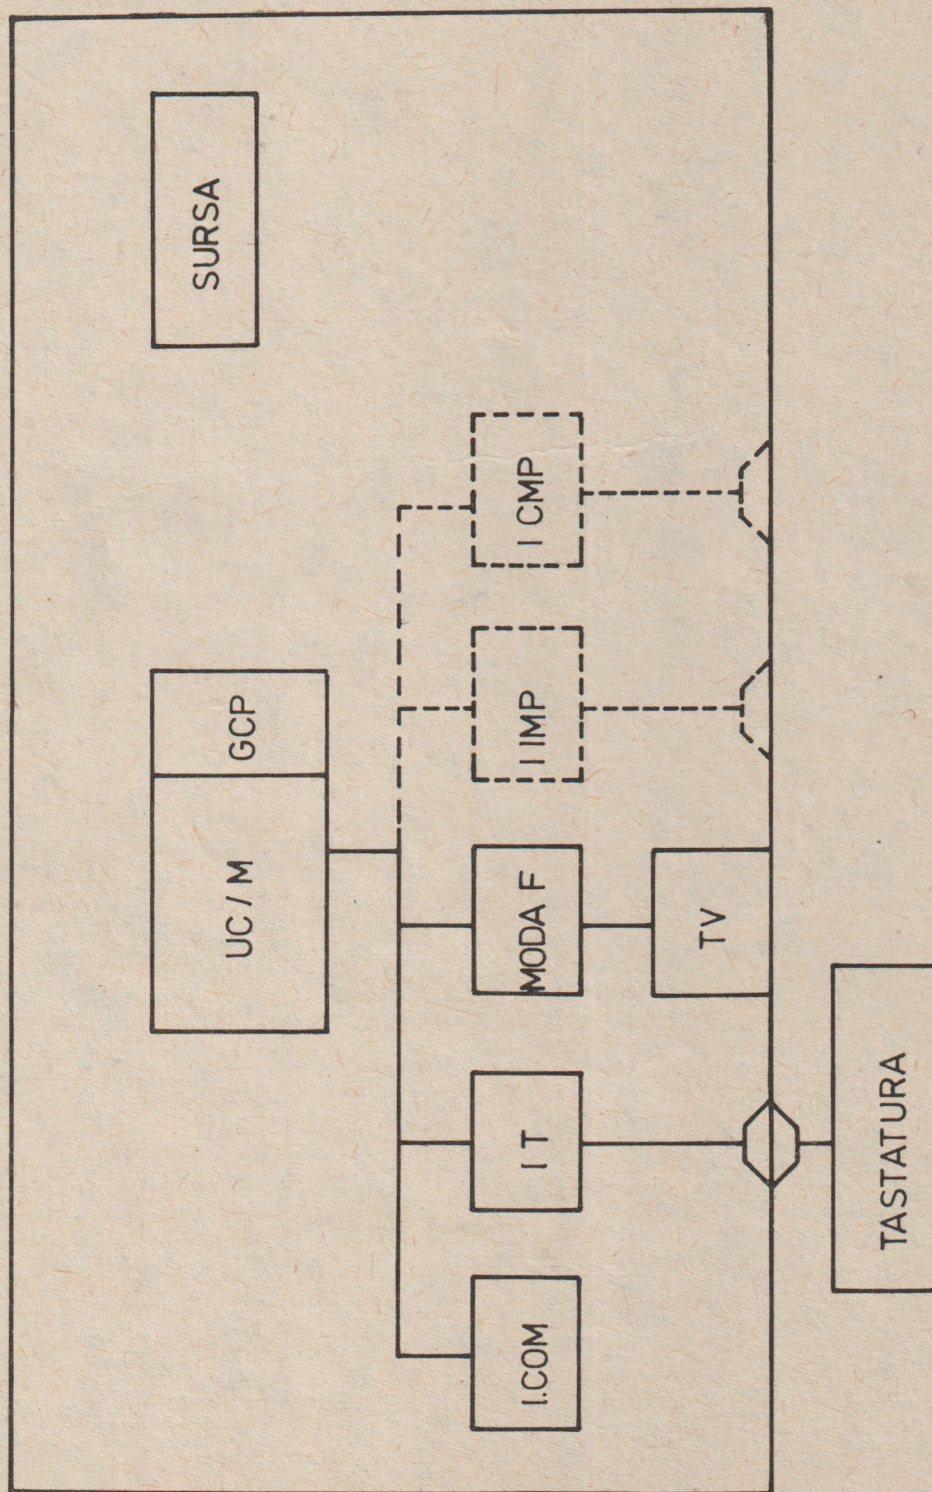 SURSA
UC/M
GCP
I.COM
I T
MODA F
I IMP
I CMP
TV
TASTATURA